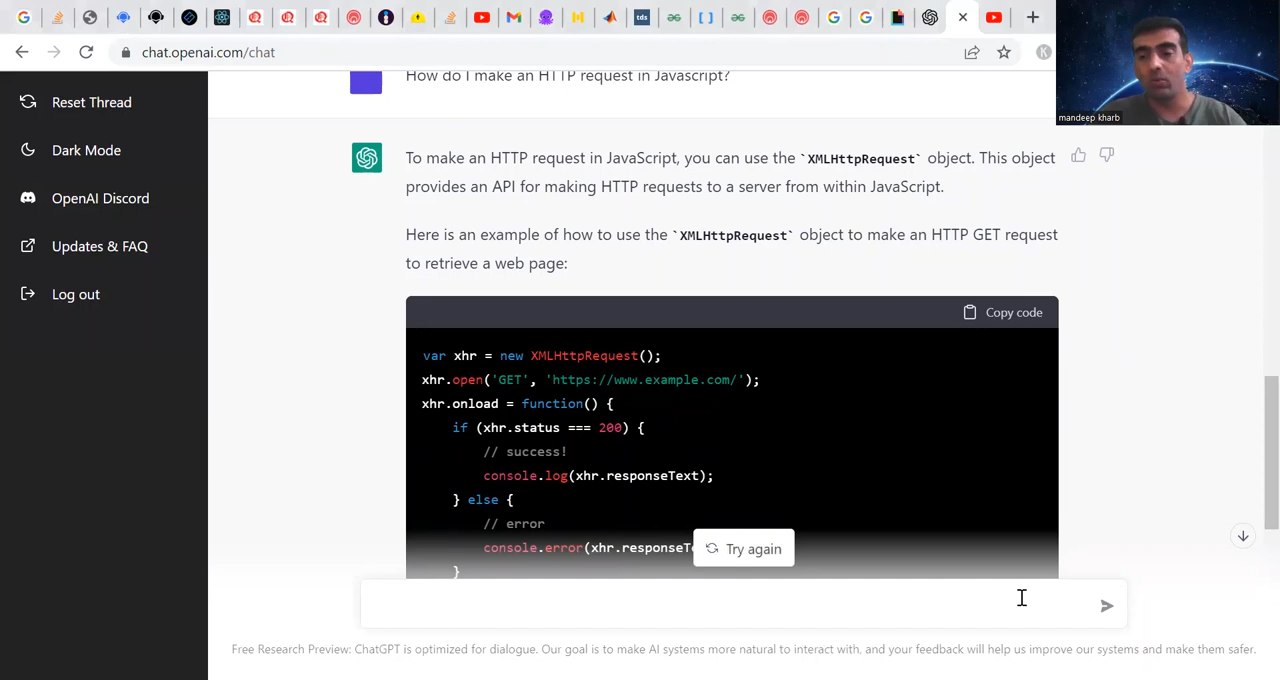 tds
chat.openai.com/chat
K
mandeep kharb
Reset Thread
Dark Mode
OpenAI Discord
Updates & FAQ
Log out
How do I make an HTTP request in Javascript?
To make an HTTP request in JavaScript, you can use the `XMLHttpRequest` object. This object
provides an API for making HTTP requests to a server from within JavaScript.
Here is an example of how to use the `XMLHttpRequest` object to make an HTTP GET request
to retrieve a web page:
Copy code
var xhr = new XMLHttpRequest();
xhr.open('GET', 'https://www.example.com/');
xhr.onload = function() {
if (xhr.status === 200) {
// success!
console.log(xhr.responseText);
} else {
// error
console.error(xhr.responseT
}
Try again
Free Research Preview: ChatGPT is optimized for dialogue. Our goal is to make AI systems more natural to interact with, and your feedback will help us improve our systems and make them safer.